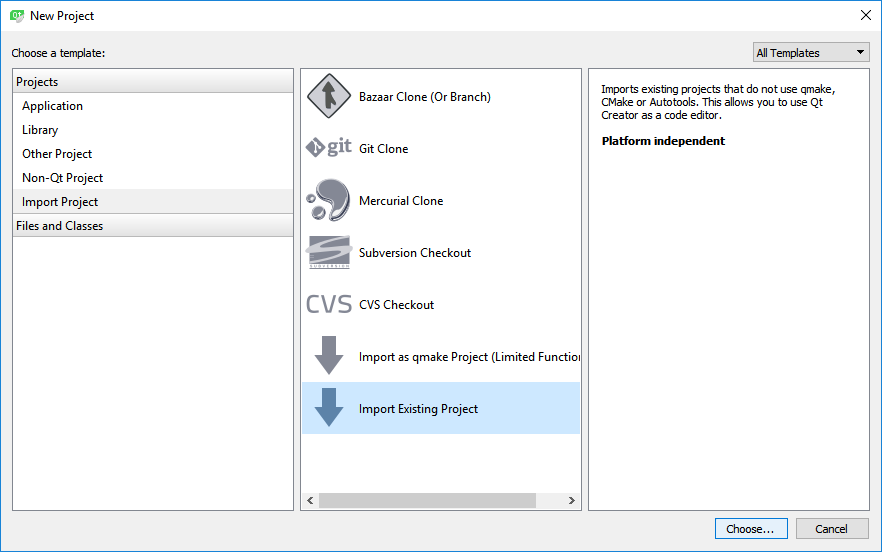 Qt New Project
Choose a template:
All Templates
Projects
Application
Library
Other Project
Non-Qt Project
Import Project
Files and Classes
Bazaar Clone (Or Branch)
git Git Clone
Mercurial Clone
SUBVERSION Subversion Checkout
CVS CVS Checkout
Import as qmake Project (Limited Function
Import Existing Project
Imports existing projects that do not use qmake,
CMake or Autotools. This allows you to use Qt
Creator as a code editor.
Platform independent
Choose...
Cancel